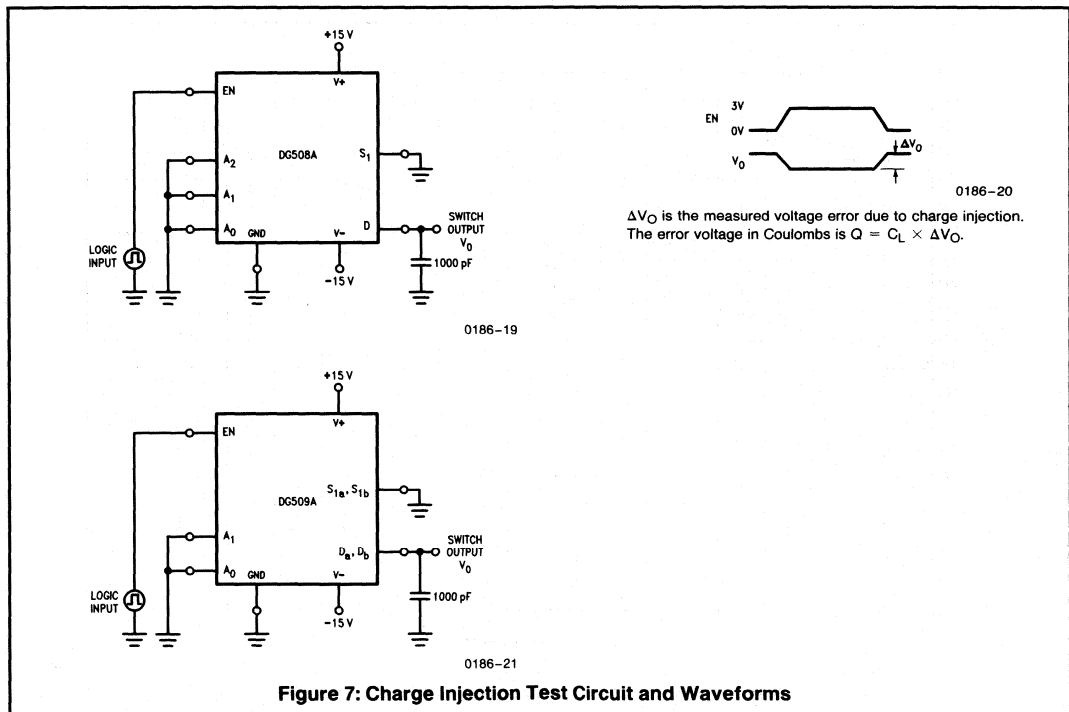 +15 V
V+
EN
DG508A
S1
A2
A1
A0
GND
V−
D
SWITCH
OUTPUT
V0
LOGIC
INPUT
1000 pF
−15 V
0186–19
EN
3V
0V
V0
ΔV0
0186–20
ΔVO is the measured voltage error due to charge injection.
The error voltage in Coulombs is Q = CL × ΔVO.
+15 V
V+
EN
DG509A
S1a, S1b
A1
A0
GND
V−
Da, Db
SWITCH
OUTPUT
V0
LOGIC
INPUT
1000 pF
−15 V
0186–21
Figure 7: Charge Injection Test Circuit and Waveforms